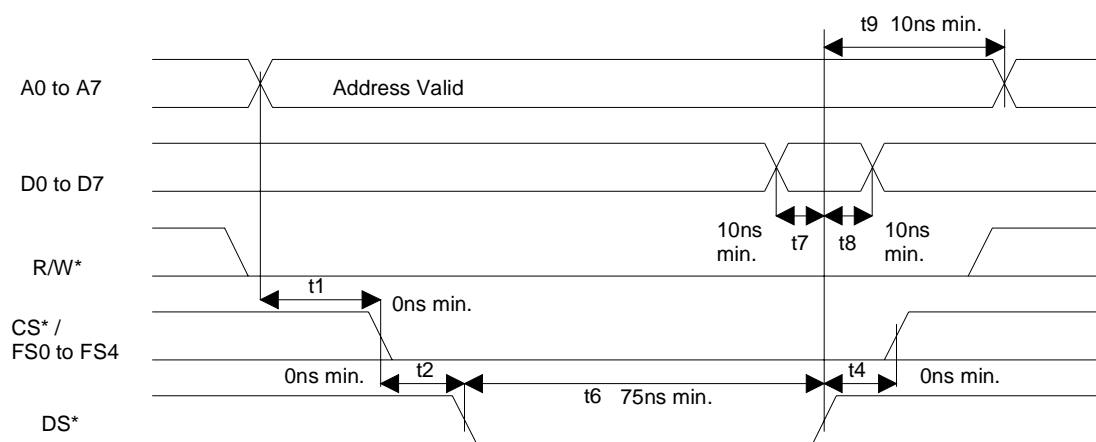 t9 10ns min.
A0 to A7
Address Valid
D0 to D7
10ns
min.
t7
t8
10ns
min.
R/W*
t1
0ns min.
CS* /
FS0 to FS4
0ns min.
t2
t6 75ns min.
t4
0ns min.
DS*